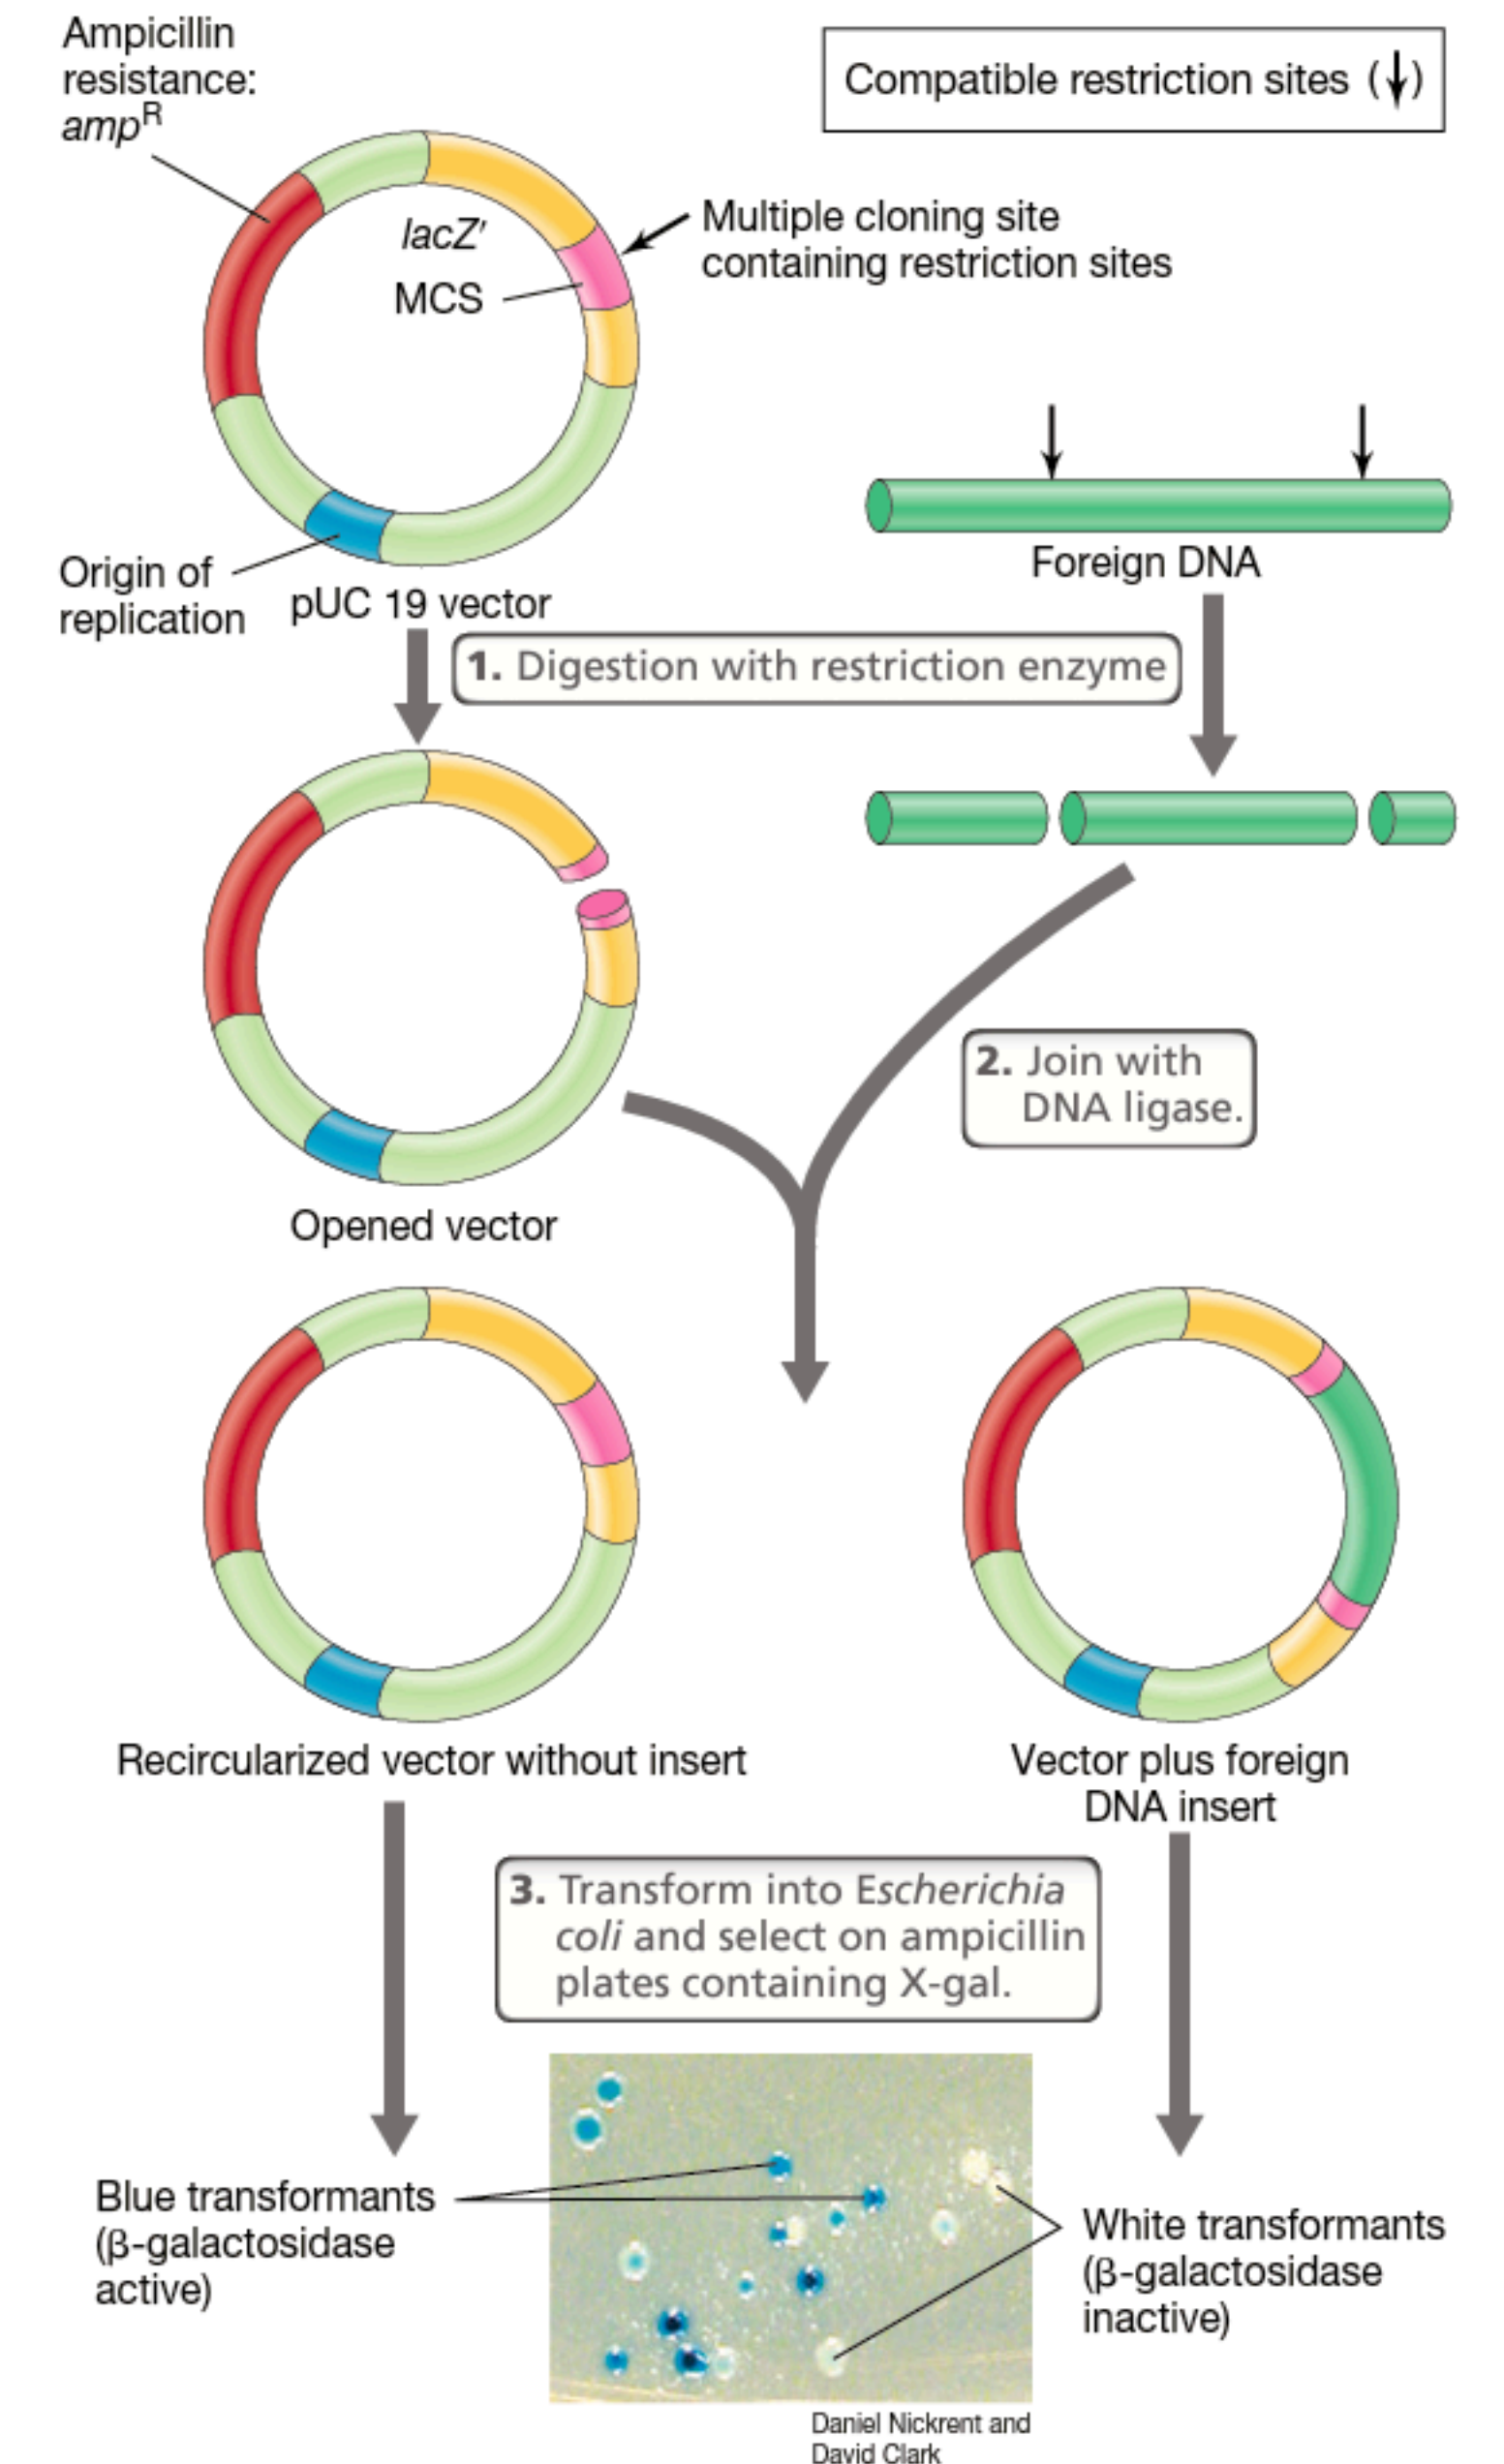 Ampicillin
resistance:
ampᴿ
Compatible restriction sites (↓)
lacZ′
MCS
Multiple cloning site
containing restriction sites
Foreign DNA
Origin of
replication
pUC 19 vector
1. Digestion with restriction enzyme
2. Join with
DNA ligase.
Opened vector
Recircularized vector without insert
Vector plus foreign
DNA insert
3. Transform into Escherichia
coli and select on ampicillin
plates containing X-gal.
Blue transformants
(β-galactosidase
active)
White transformants
(β-galactosidase
inactive)
Daniel Nickrent and
David Clark